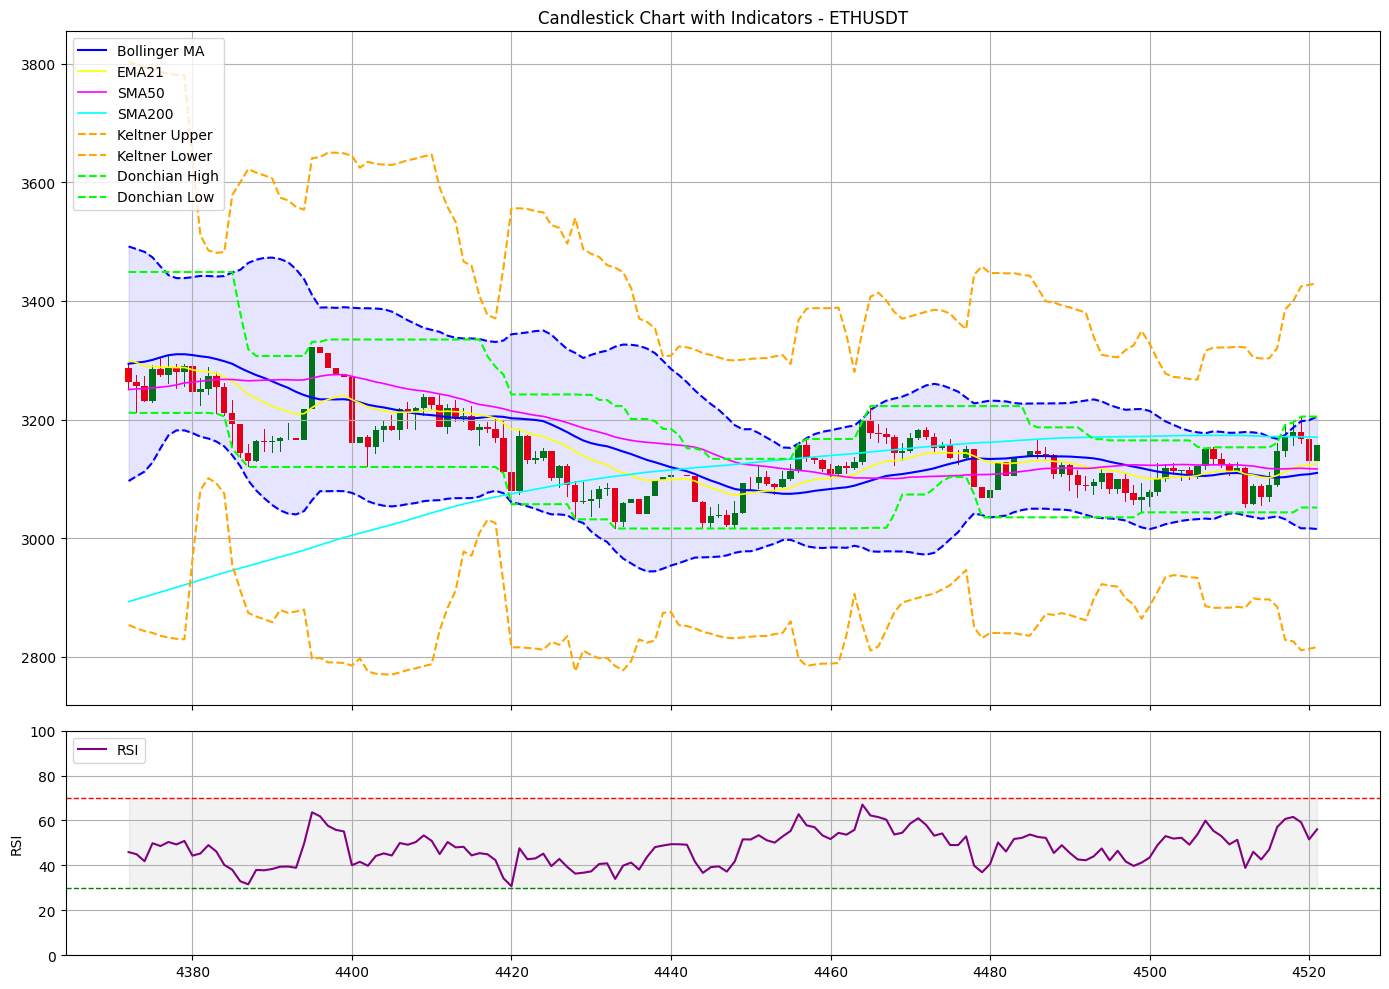 Candlestick Chart with Indicators - ETHUSDT
Bollinger MA
EMA21
SMA50
SMA200
Keltner Upper
Keltner Lower
Donchian High
Donchian Low
3800
3600
3400
3200
3000
2800
RSI
RSI
100
80
60
40
20
0
4380 4400 4420 4440 4460 4480 4500 4520